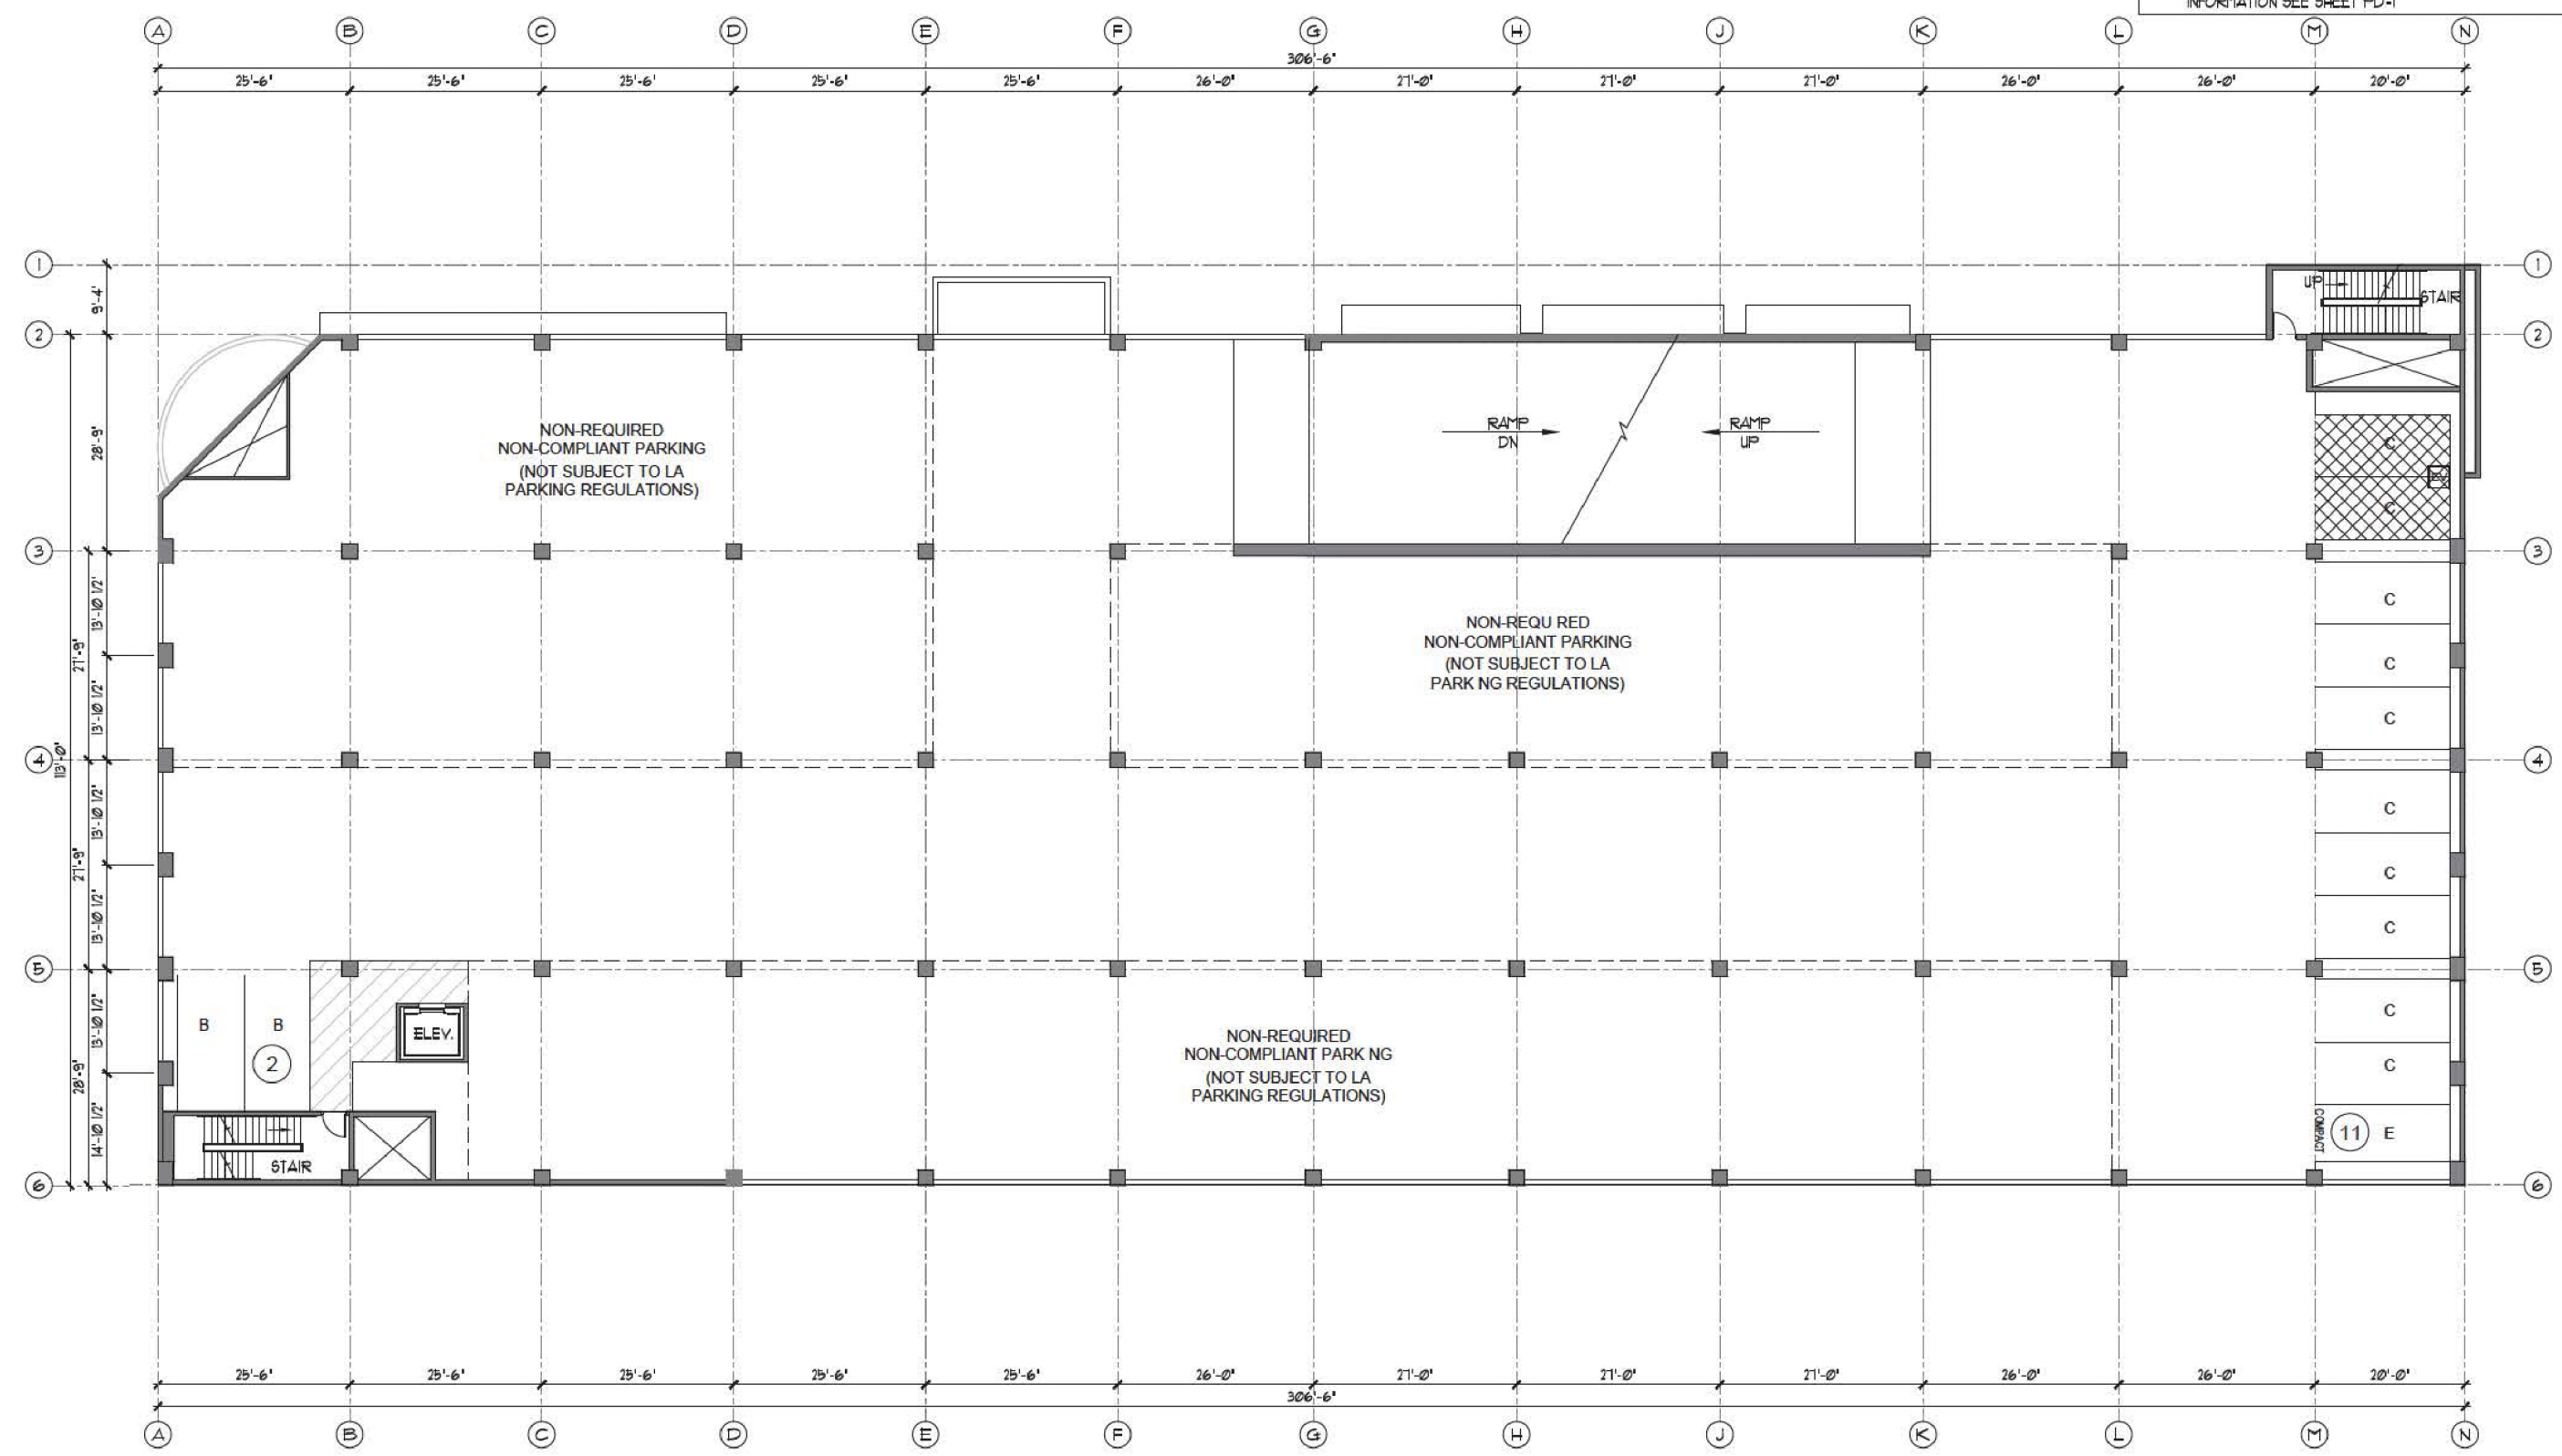 INFORMATION SEE SHEET PD-1
A B C D E F G H J K L M N
306'-6"
25'-6" 25'-6" 25'-6" 25'-6" 25'-6" 26'-0" 27'-0" 27'-0" 27'-0" 26'-0" 26'-0" 20'-0"
1 1
9'-4"
UP
STAIR
2 2
28'-9"
NON-REQUIRED
NON-COMPLIANT PARKING
(NOT SUBJECT TO LA
PARKING REGULATIONS)
RAMP
DN
RAMP
UP
C
EV
C
3 3
13'-10 1/2"
27'-9"
13'-10 1/2"
NON-REQU RED
NON-COMPLIANT PARKING
(NOT SUBJECT TO LA
PARK NG REGULATIONS)
C
C
C
4 4
113'-0"
13'-10 1/2"
27'-9"
13'-10 1/2"
C
C
C
5 5
13'-10 1/2"
28'-9"
14'-10 1/2"
B B
2
ELEV.
STAIR
NON-REQUIRED
NON-COMPLIANT PARK NG
(NOT SUBJECT TO LA
PARKING REGULATIONS)
C
C
COMPACT
11 E
6 6
25'-6" 25'-6" 25'-6" 25'-6" 25'-6" 26'-0" 27'-0" 27'-0" 27'-0" 26'-0" 26'-0" 20'-0"
306'-6"
A B C D E F G H J K L M N